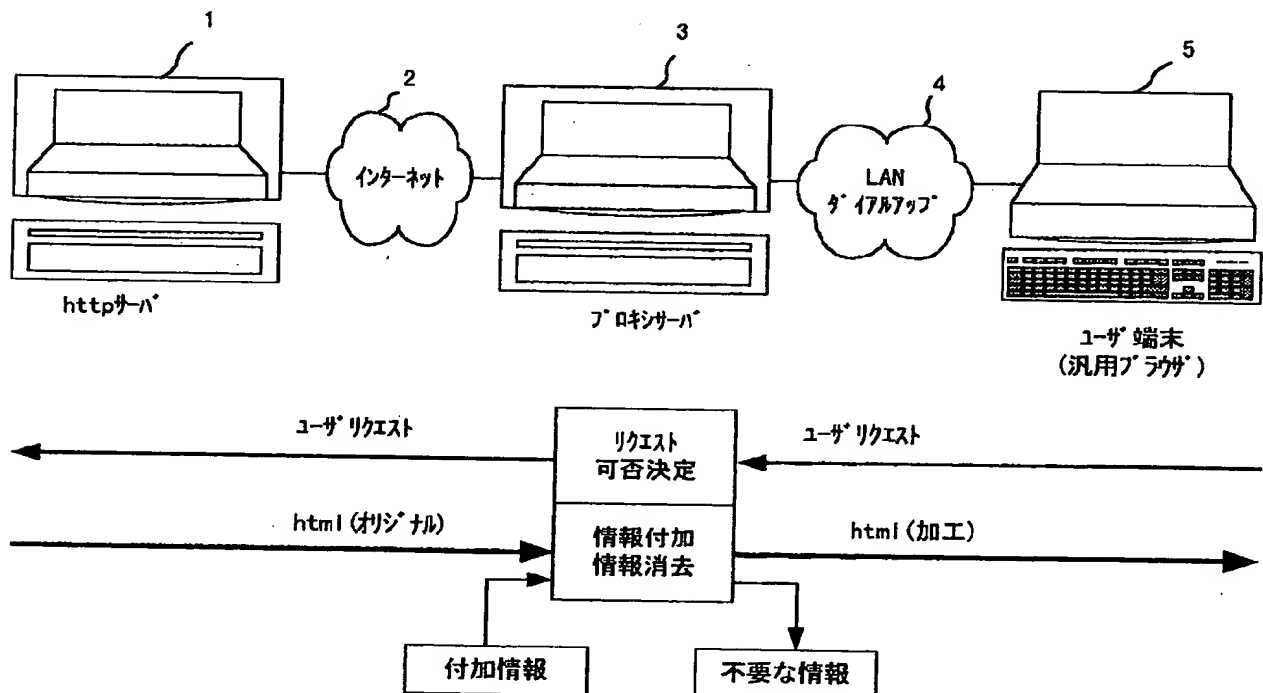 1
2
3
4
5
インターネット
LAN
ダイアルアップ
httpサーバ
プロキシサーバ
ユーザ端末
(汎用ブラウザ)
ユーザリクエスト
リクエスト
可否決定
ユーザリクエスト
html(オリジナル)
情報付加
情報消去
html(加工)
付加情報
不要な情報